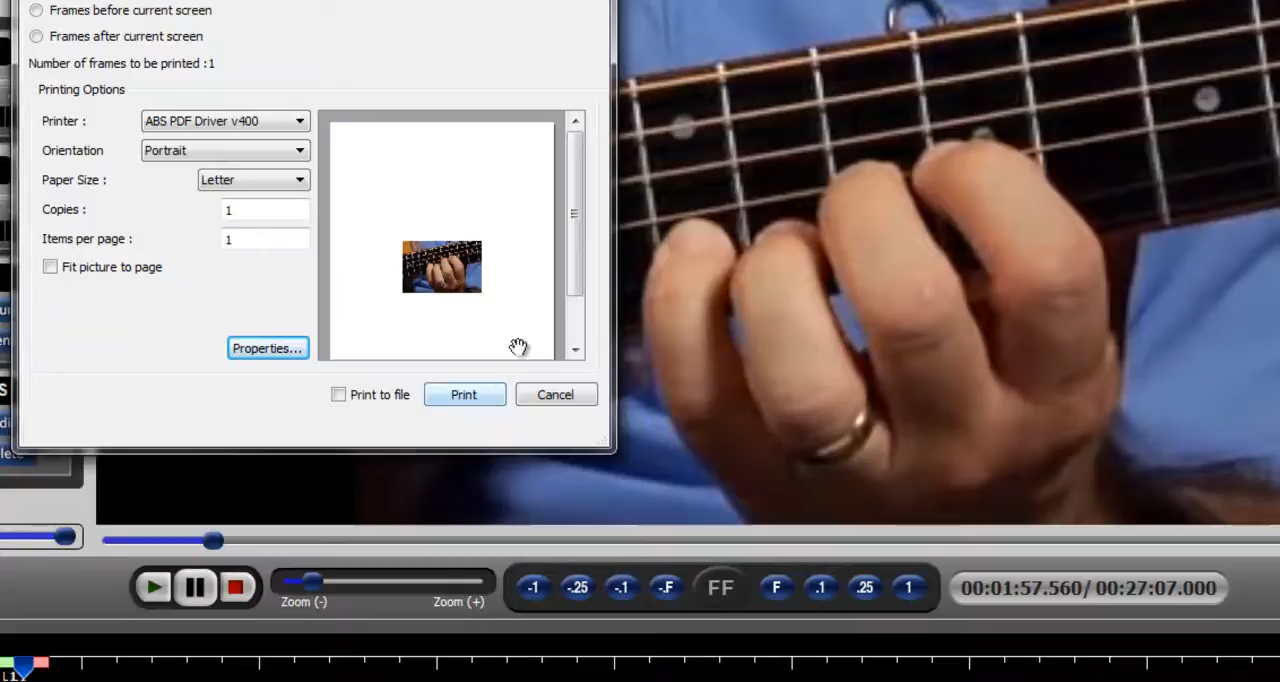 Frames before current screen
Frames after current screen
Number of frames to be printed :1
Printing Options
Printer : ABS PDF Driver v400
Orientation Portrait
Paper Size : Letter
Copies : 1
Items per page : 1
Fit picture to page
Properties...
Print to file Print Cancel
Zoom (-) Zoom (+)
-1 -.25 -.1 -.F FF F .1 .25 1
00:01:57.560/ 00:27:07.000